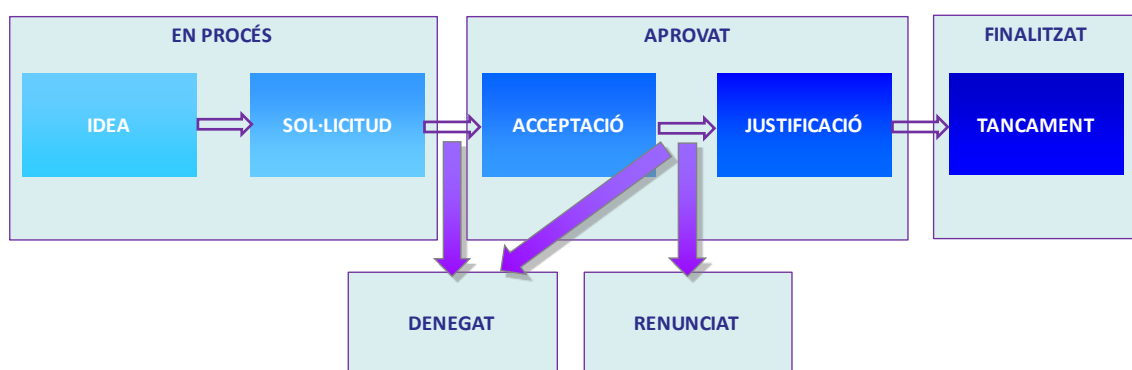 EN PROCÉS
APROVAT
FINALITZAT
IDEA
SOL·LICITUD
ACCEPTACIÓ
JUSTIFICACIÓ
TANCAMENT
DENEGAT
RENUNCIAT